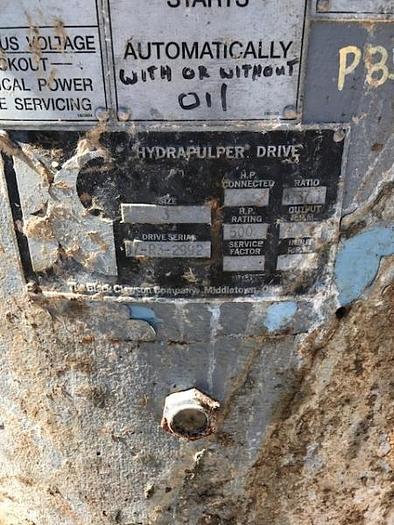 STARTS
AUTOMATICALLY
WITH OR WITHOUT
OIL
US VOLTAGE
CKOUT—
CAL POWER
E SERVICING
PB
HYDRAPULPER DRIVE
H.P.
CONNECTED
RATIO
SIZE
H.P.
RATING
OUTPUT
R.P.M.
500
DRIVE SERIAL
SERVICE
FACTOR
INPUT
The Black Clawson Company, Middletown,